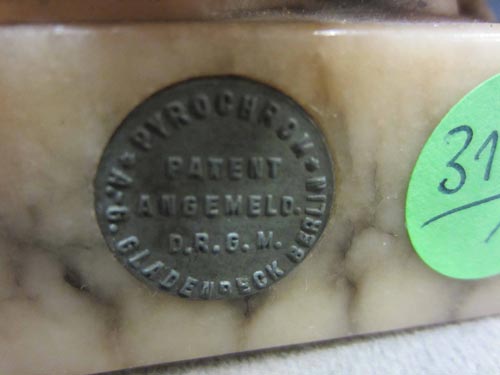 ★ PYROCHROM ★
PATENT
ANGEMELD.
D.R.G.M.
A.G. GLADENBECK BERLIN
31